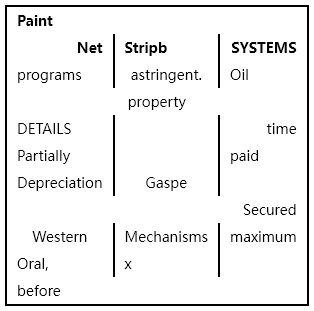 Paint
Net Stripb SYSTEMS
programs astringent. Oil
property
DETAILS time
Partially paid
Depreciation Gaspe
Secured
Western Mechanisms maximum
Oral, x
before